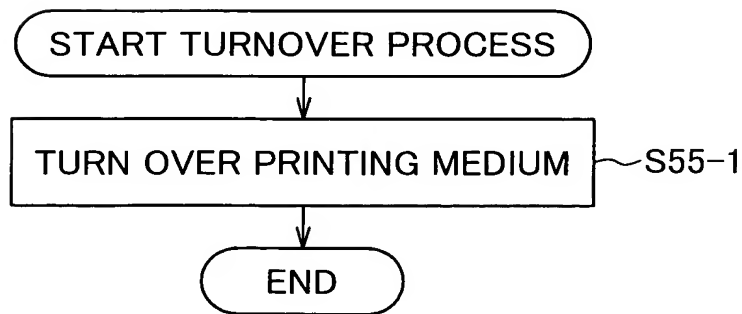 START TURNOVER PROCESS
TURN OVER PRINTING MEDIUM
S55-1
END